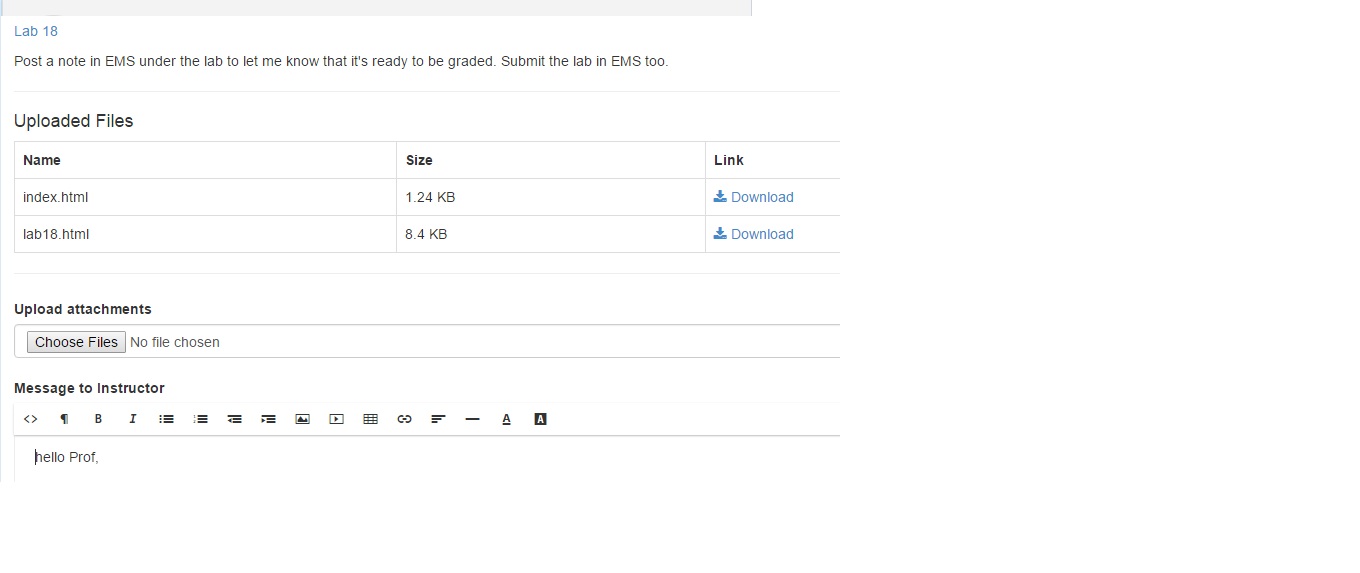 Lab 18
Post a note in EMS under the lab to let me know that it's ready to be graded. Submit the lab in EMS too.
Uploaded Files
Name Size Link
index.html 1.24 KB Download
lab18.html 8.4 KB Download
Upload attachments
Choose Files No file chosen
Message to Instructor
<> ¶ B I A A
hello Prof,